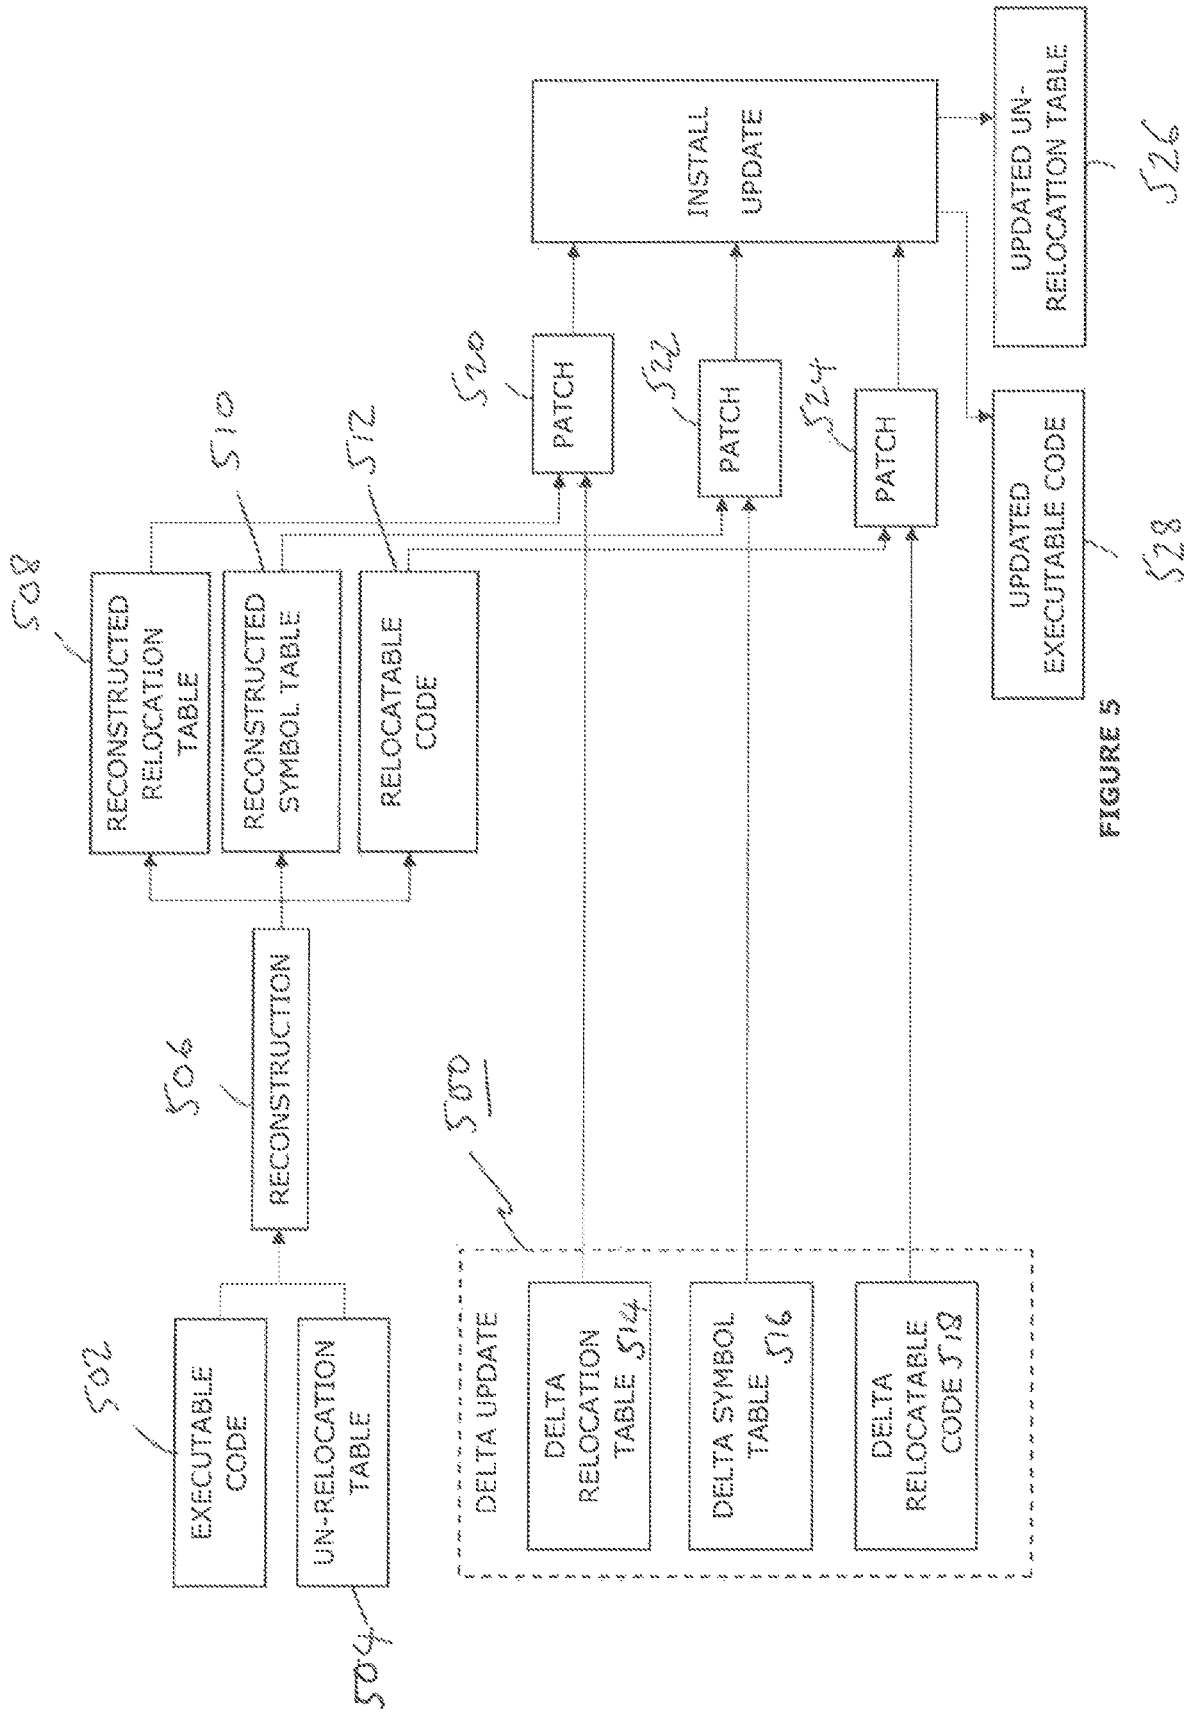 502
EXECUTABLE
CODE
UN-RELOCATION
TABLE
504
506
RECONSTRUCTION
508
RECONSTRUCTED
RELOCATION
TABLE
510
RECONSTRUCTED
SYMBOL TABLE
512
RELOCATABLE
CODE
500
DELTA UPDATE
DELTA
RELOCATION
TABLE 514
DELTA SYMBOL
TABLE 516
DELTA
RELOCATABLE
CODE 518
520
PATCH
522
PATCH
524
PATCH
INSTALL
UPDATE
UPDATED
EXECUTABLE CODE
528
UPDATED UN-
RELOCATION TABLE
526
FIGURE 5